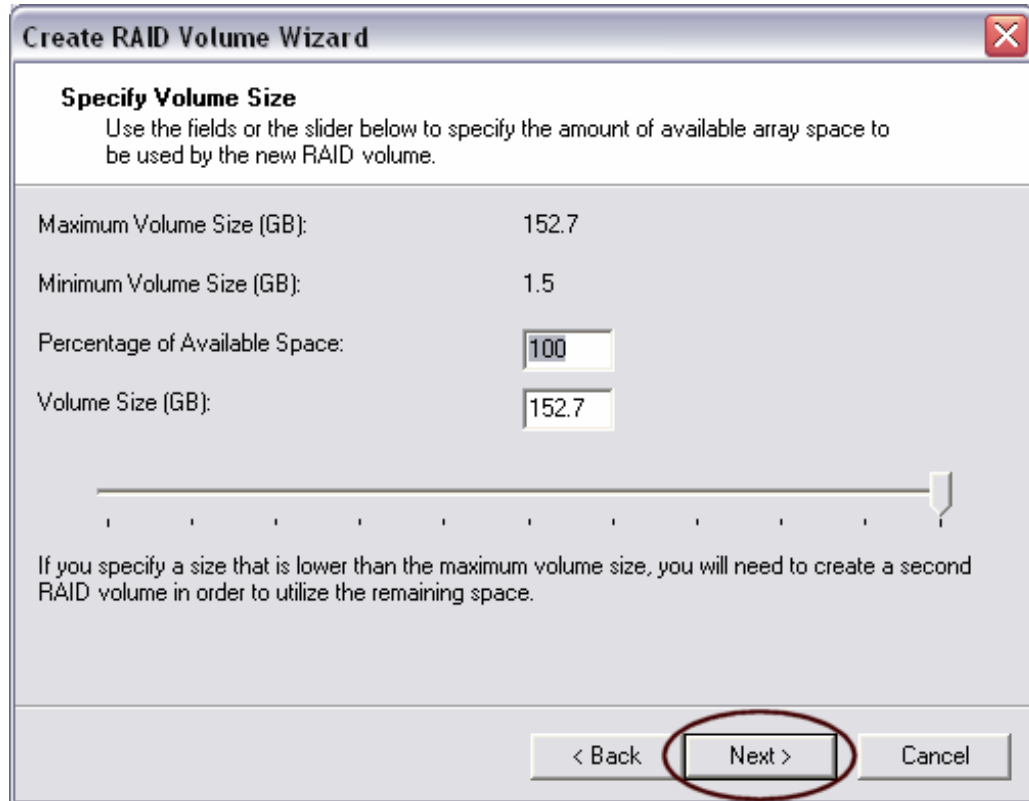 Create RAID Volume Wizard
Specify Volume Size
Use the fields or the slider below to specify the amount of available array space to
be used by the new RAID volume.
Maximum Volume Size (GB): 152.7
Minimum Volume Size (GB): 1.5
Percentage of Available Space: 100
Volume Size (GB): 152.7
If you specify a size that is lower than the maximum volume size, you will need to create a second
RAID volume in order to utilize the remaining space.
< Back Next > Cancel